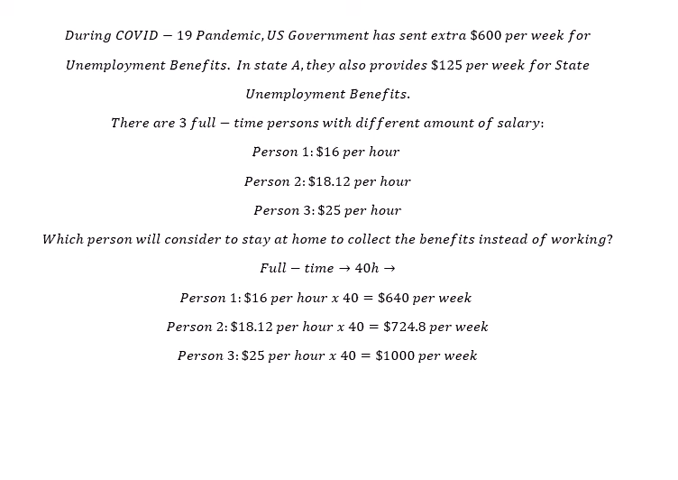 During COVID − 19 Pandemic, US Government has sent extra $600 per week for
Unemployment Benefits. In state A, they also provides $125 per week for State
Unemployment Benefits.
There are 3 full − time persons with different amount of salary:
Person 1: $16 per hour
Person 2: $18.12 per hour
Person 3: $25 per hour
Which person will consider to stay at home to collect the benefits instead of working?
Full − time → 40h →
Person 1: $16 per hour x 40 = $640 per week
Person 2: $18.12 per hour x 40 = $724.8 per week
Person 3: $25 per hour x 40 = $1000 per week